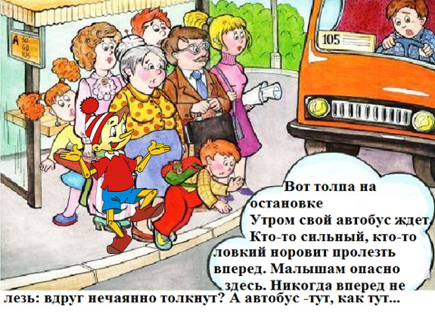 А
105
Вот толпа на
остановке
Утром свой автобус ждет.
Кто-то сильный, кто-то
ловкий норовит пролезть
вперед. Малышам опасно
здесь. Никогда вперед не
лезь: вдруг нечаянно толкнут? А автобус -тут, как тут...